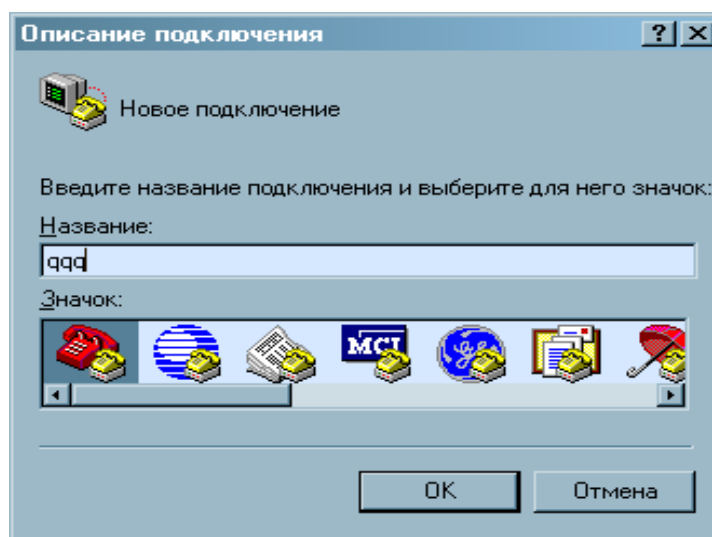 Описание подключения
Новое подключение
Введите название подключения и выберите для него значок:
Название:
qqq
Значок:
MCI
OK
Отмена